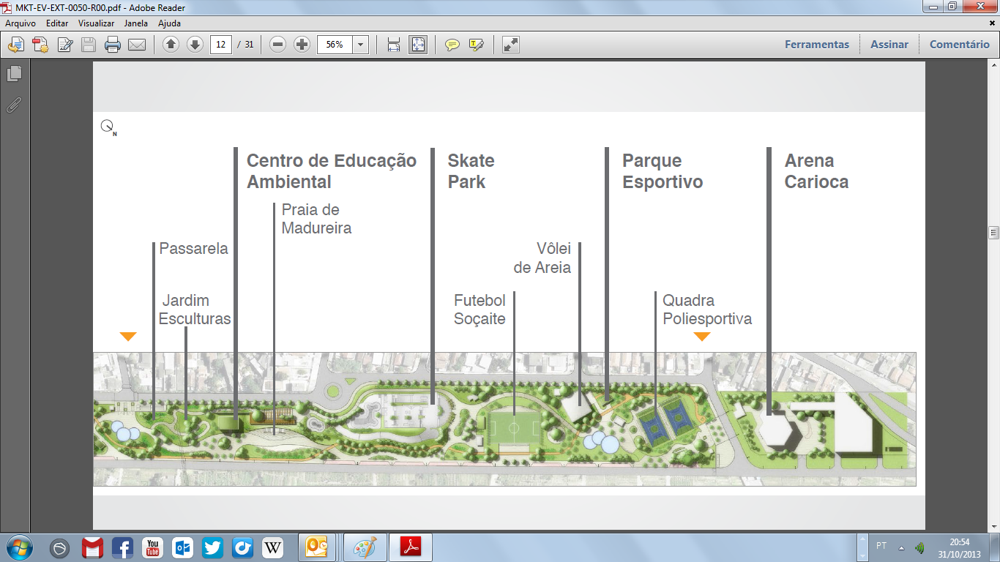 MKT-EV-EXT-0050-R00.pdf - Adobe Reader
Arquivo Editar Visualizar Janela Ajuda
12 / 31 56% Ferramentas Assinar Comentário
N
Centro de Educação
Ambiental
Skate
Park
Parque
Esportivo
Arena
Carioca
Praia de
Madureira
Passarela
Vôlei
de Areia
Jardim
Esculturas
Futebol
Soçaite
Quadra
Poliesportiva
You
Tube
W
PT
20:54
31/10/2013